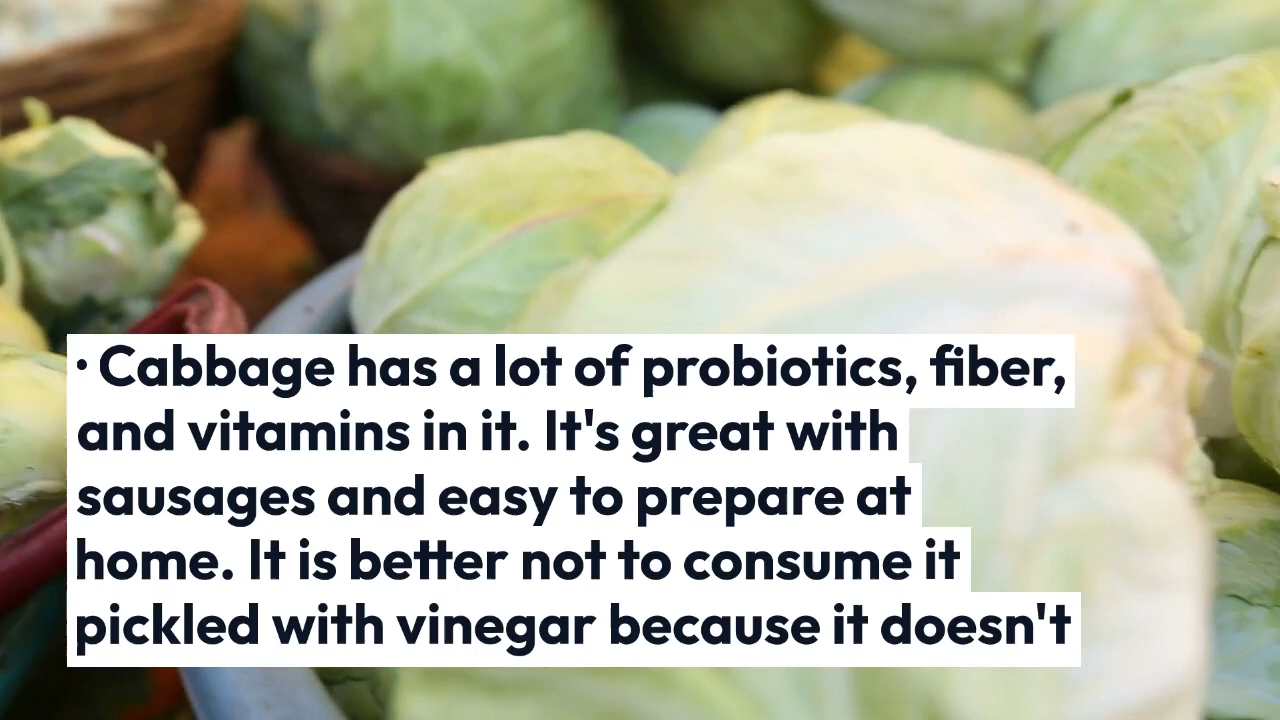 • Cabbage has a lot of probiotics, fiber,
and vitamins in it. It's great with
sausages and easy to prepare at
home. It is better not to consume it
pickled with vinegar because it doesn't